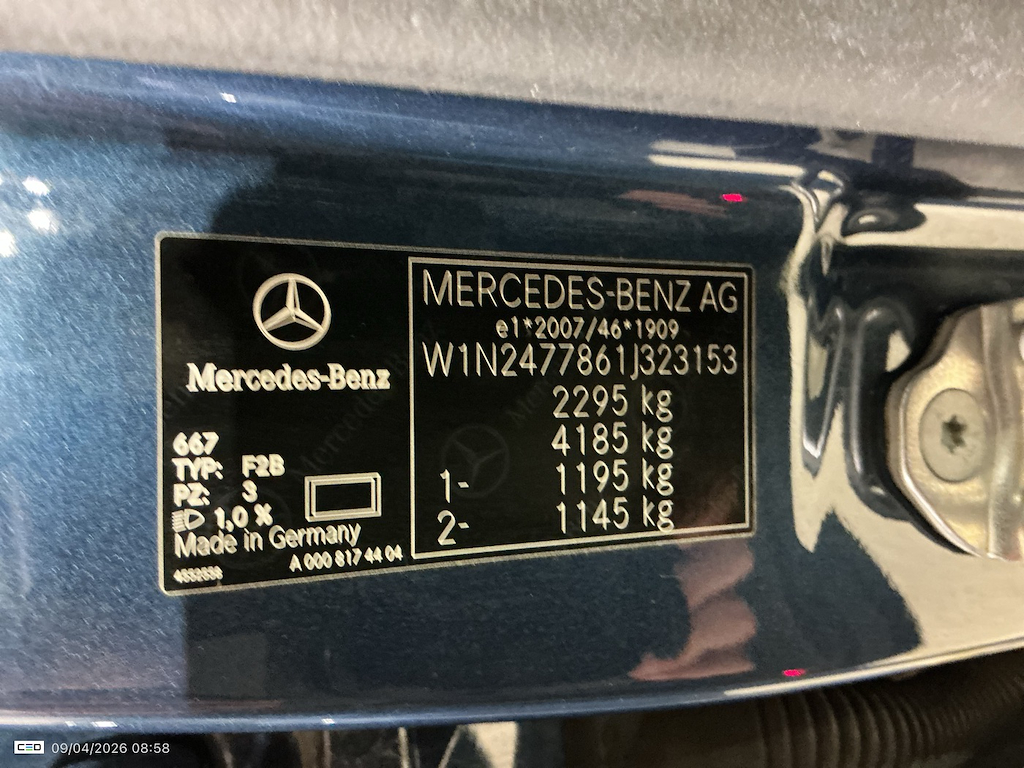 Mercedes-Benz
667
TYP: F2B
PZ: 3
1,0 %
Made in Germany
A 000 817 44 04
MERCEDES-BENZ AG
e1*2007/46*1909
W1N2477861J323153
2295 kg
4185 kg
1- 1195 kg
2- 1145 kg
CEO 09/04/2026 08:58